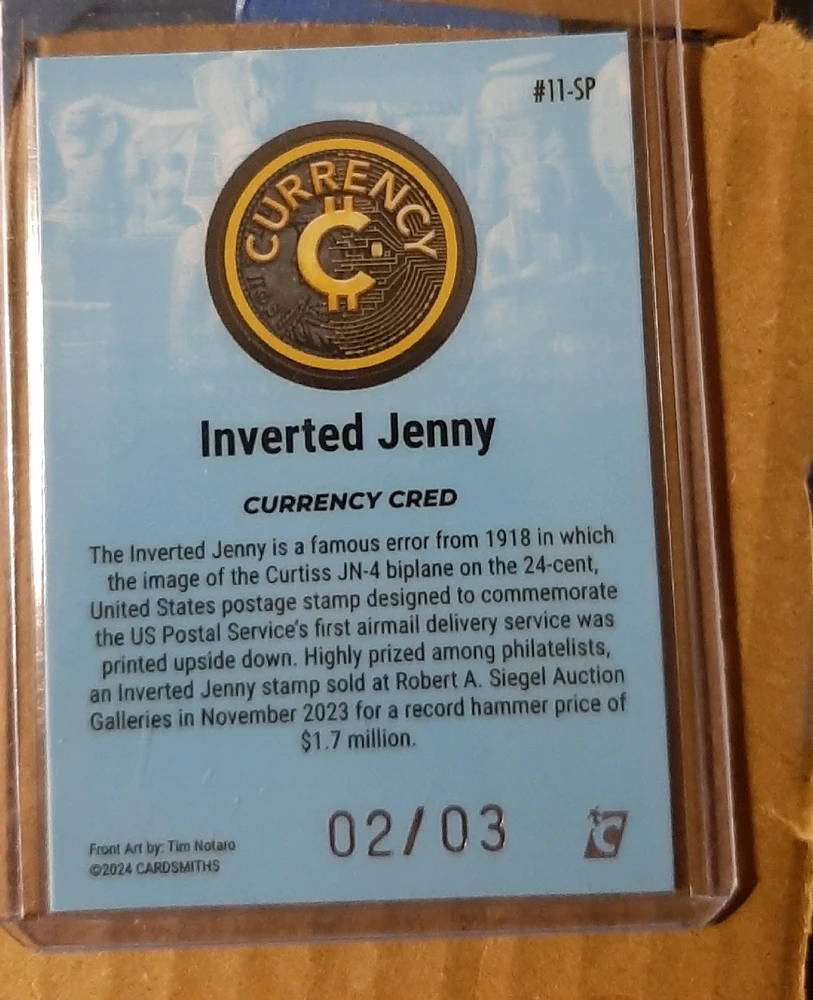 #11-SP
CURRENCY
Inverted Jenny
CURRENCY CRED
The Inverted Jenny is a famous error from 1918 in which
the image of the Curtiss JN-4 biplane on the 24-cent,
United States postage stamp designed to commemorate
the US Postal Service's first airmail delivery service was
printed upside down. Highly prized among philatelists,
an Inverted Jenny stamp sold at Robert A. Siegel Auction
Galleries in November 2023 for a record hammer price of
$1.7 million.
02/03
Front Art by: Tim Notaro
©2024 CARDSMITHS